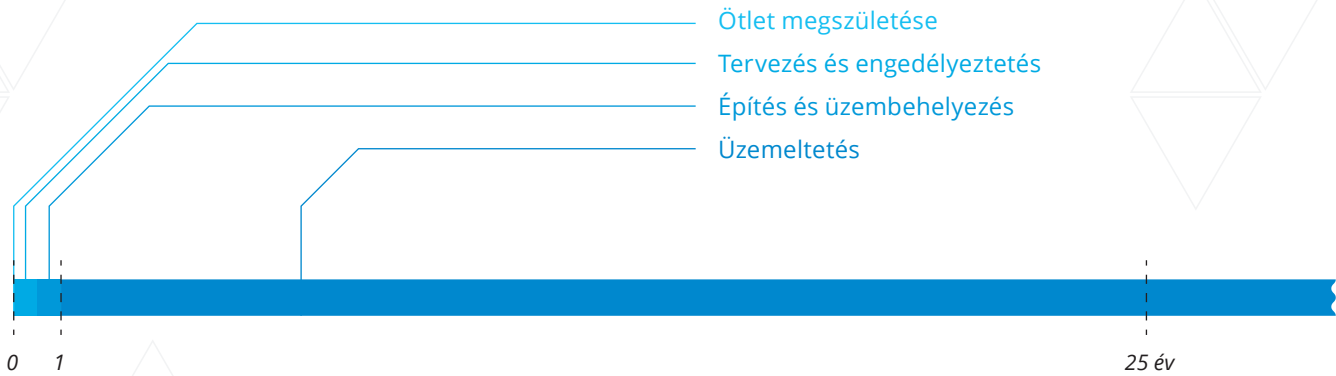 Ötlet megszületése
Tervezés és engedélyeztetés
Építés és üzembehelyezés
Üzemeltetés
0 1 25 év